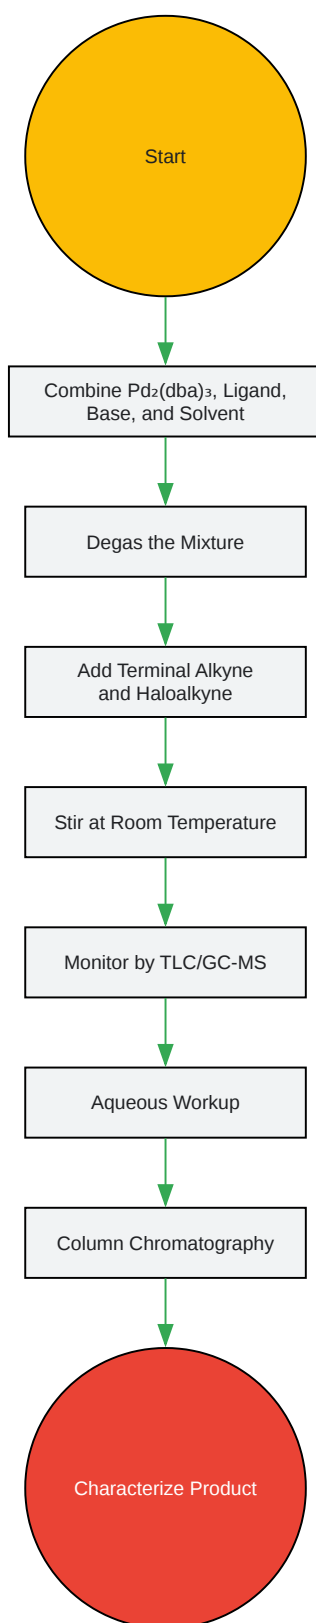 Start
Combine Pd₂(dba)₃, Ligand,
Base, and Solvent
Degas the Mixture
Add Terminal Alkyne
and Haloalkyne
Stir at Room Temperature
Monitor by TLC/GC-MS
Aqueous Workup
Column Chromatography
Characterize Product